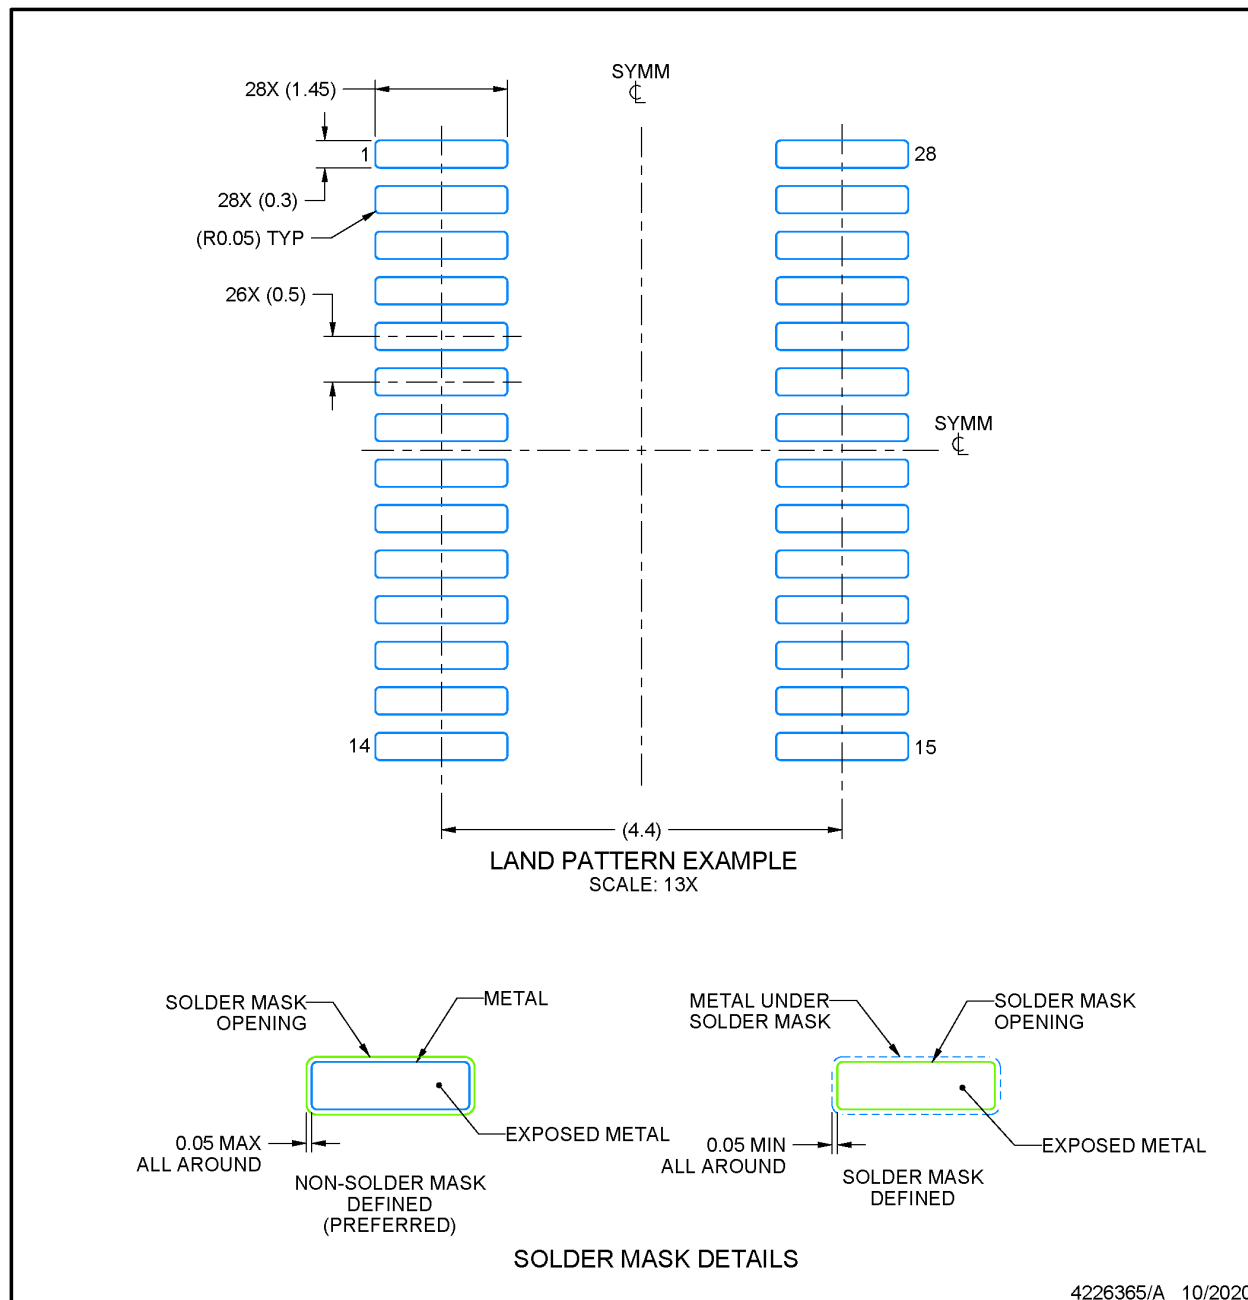 SYMM
℄
28X (1.45)
1
28
28X (0.3)
(R0.05) TYP
26X (0.5)
SYMM
℄
14
15
(4.4)
LAND PATTERN EXAMPLE
SCALE: 13X
SOLDER MASK
OPENING
METAL
EXPOSED METAL
0.05 MAX
ALL AROUND
NON-SOLDER MASK
DEFINED
(PREFERRED)
METAL UNDER
SOLDER MASK
SOLDER MASK
OPENING
EXPOSED METAL
0.05 MIN
ALL AROUND
SOLDER MASK
DEFINED
SOLDER MASK DETAILS
4226365/A 10/2020